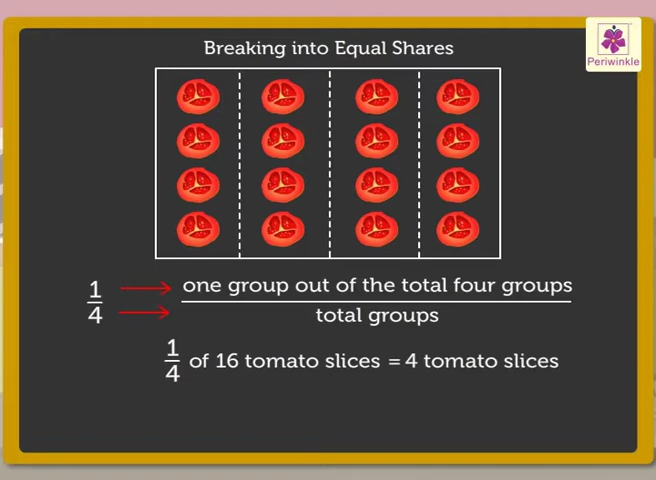 Breaking into Equal Shares
Periwinkle
1/4
one group out of the total four groups
total groups
1/4 of 16 tomato slices = 4 tomato slices